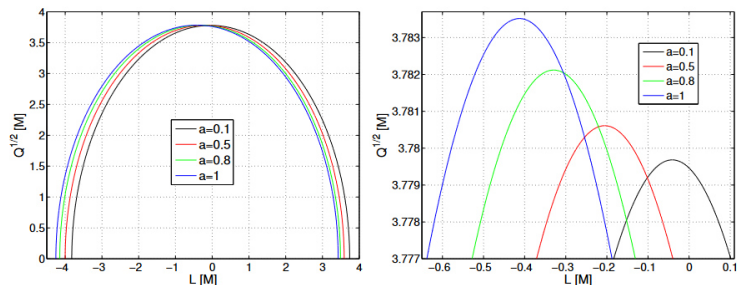 4
3.5
3
2.5
2
1.5
1
0.5
0
Q^{1/2} [M]
a=0.1
a=0.5
a=0.8
a=1
−4 −3 −2 −1 0 1 2 3 4
L [M]
3.783
3.782
3.781
3.78
3.779
3.778
3.777
Q^{1/2} [M]
a=0.1
a=0.5
a=0.8
a=1
−0.6 −0.5 −0.4 −0.3 −0.2 −0.1 0 0.1
L [M]